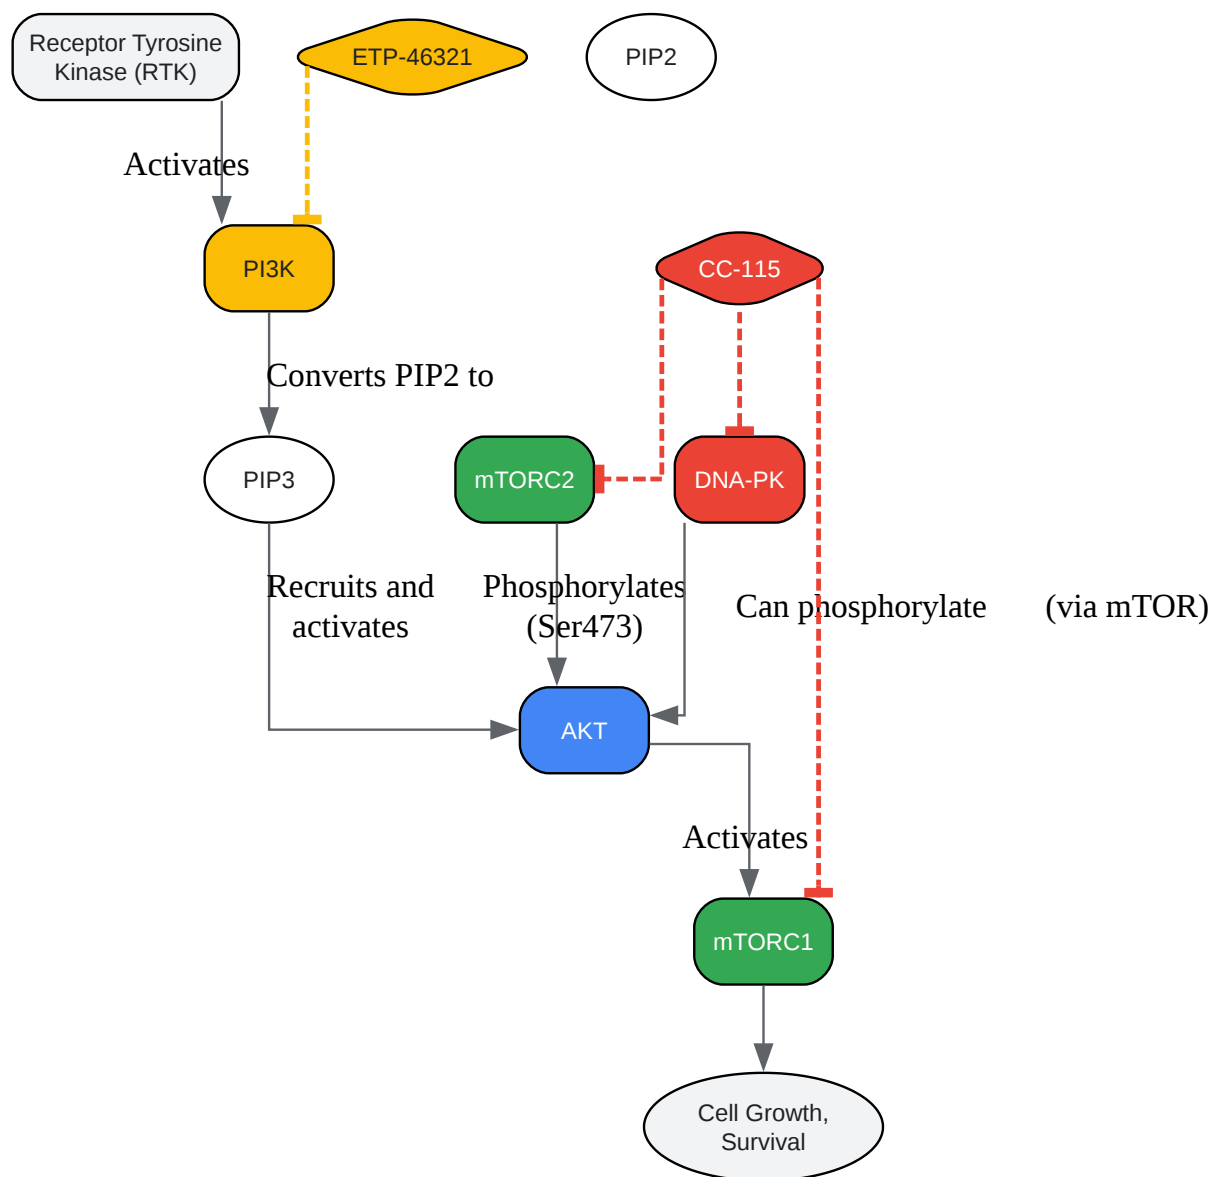 Receptor Tyrosine
Kinase (RTK)
ETP-46321
PIP2
Activates
PI3K
CC-115
Converts PIP2 to
PIP3
mTORC2
DNA-PK
Recruits and
activates
Phosphorylates
(Ser473)
Can phosphorylate
(via mTOR)
AKT
Activates
mTORC1
Cell Growth,
Survival